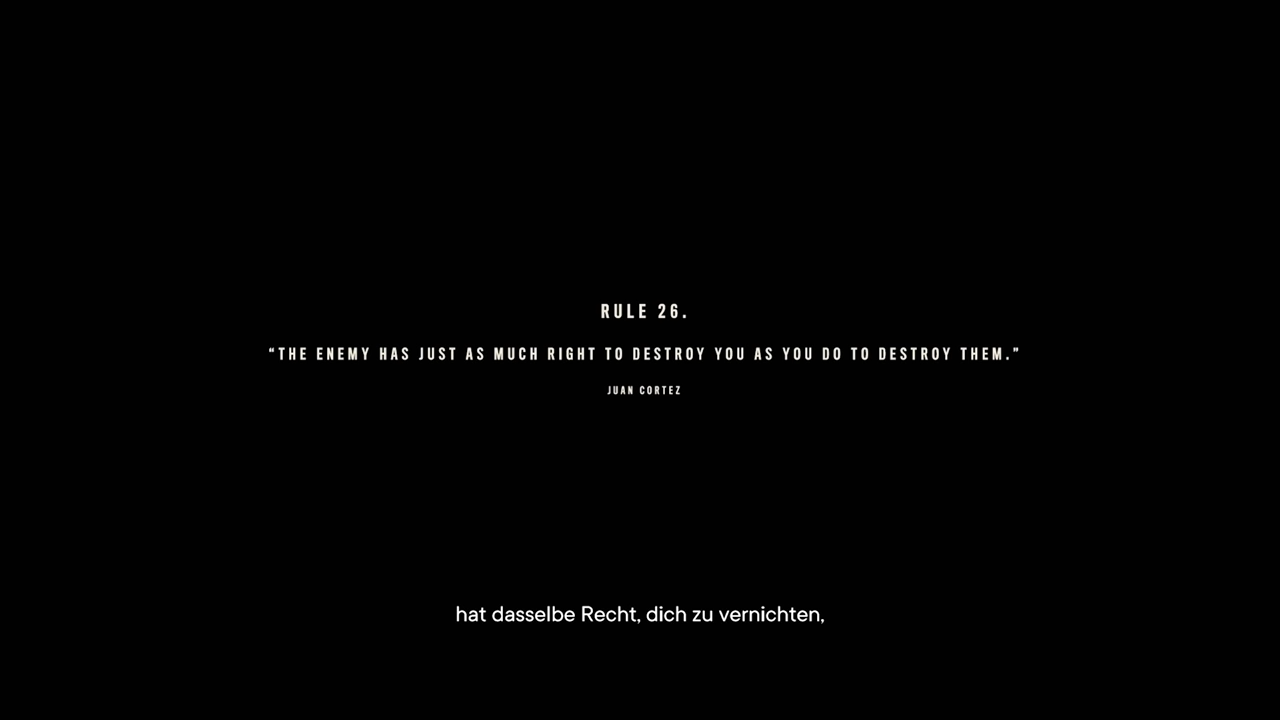 RULE 26.
“THE ENEMY HAS JUST AS MUCH RIGHT TO DESTROY YOU AS YOU DO TO DESTROY THEM.”
JUAN CORTEZ
hat dasselbe Recht, dich zu vernichten,